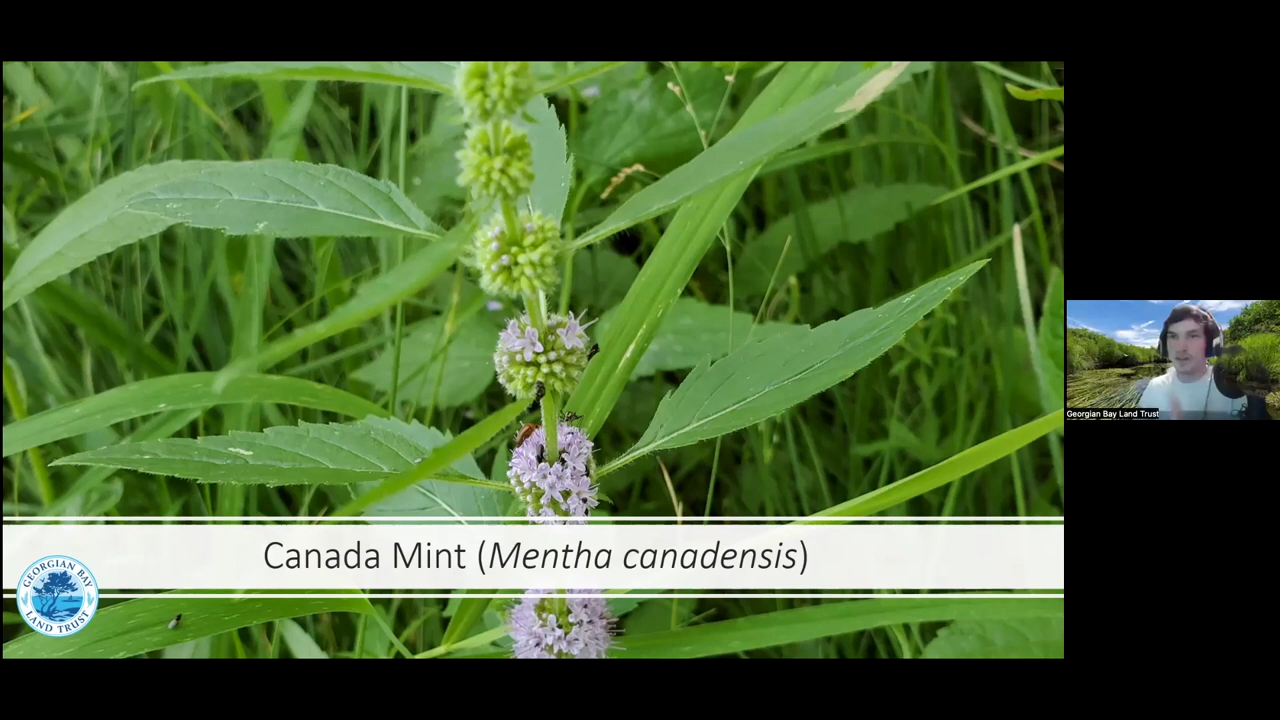 Canada Mint (Mentha canadensis)
GEORGIAN BAY
LAND TRUST
Georgian Bay Land Trust